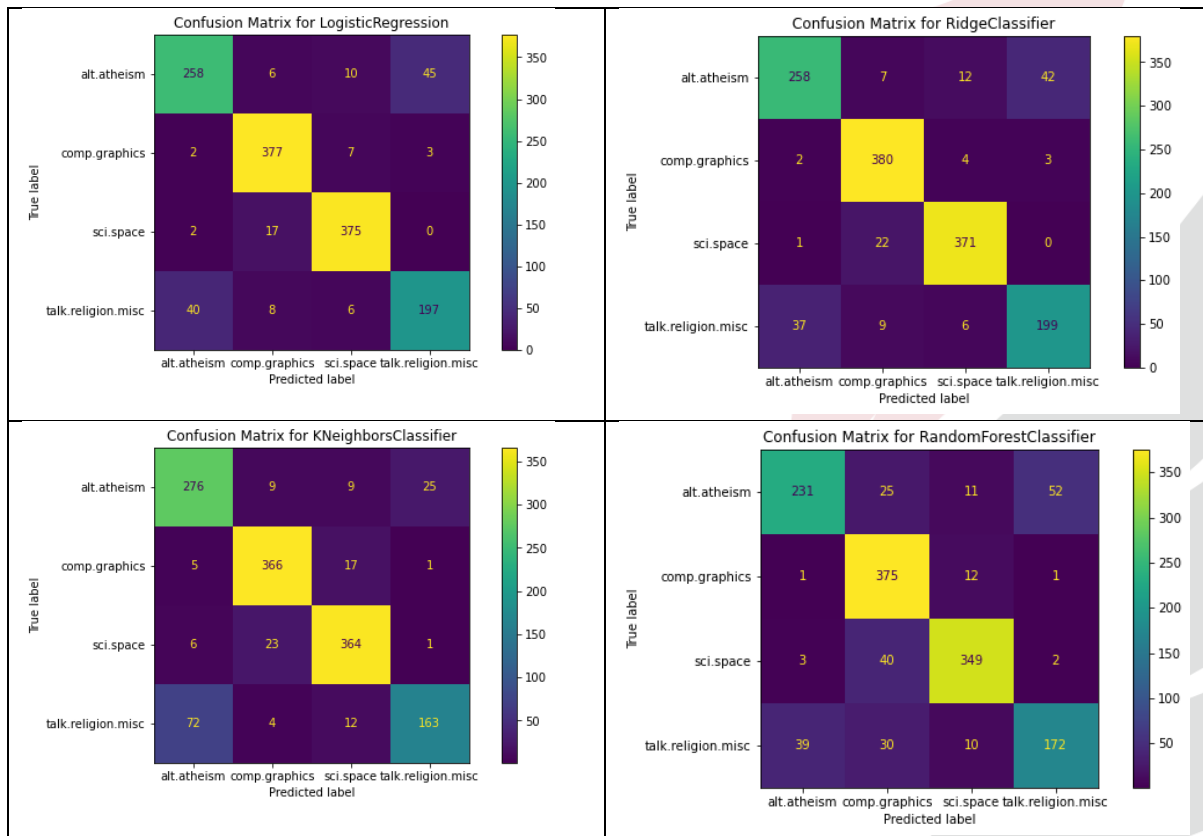 Confusion Matrix for LogisticRegression
alt.atheism 258 6 10 45
comp.graphics 2 377 7 3
sci.space 2 17 375 0
talk.religion.misc 40 8 6 197
alt.atheism comp.graphics sci.space talk.religion.misc
Predicted label
True label
350
300
250
200
150
100
50
0
Confusion Matrix for RidgeClassifier
alt.atheism 258 7 12 42
comp.graphics 2 380 4 3
sci.space 1 22 371 0
talk.religion.misc 37 9 6 199
alt.atheism comp.graphics sci.space talk.religion.misc
Predicted label
True label
350
300
250
200
150
100
50
0
Confusion Matrix for KNeighborsClassifier
alt.atheism 276 9 9 25
comp.graphics 5 366 17 1
sci.space 6 23 364 1
talk.religion.misc 72 4 12 163
alt.atheism comp.graphics sci.space talk.religion.misc
Predicted label
True label
350
300
250
200
150
100
50
Confusion Matrix for RandomForestClassifier
alt.atheism 231 25 11 52
comp.graphics 1 375 12 1
sci.space 3 40 349 2
talk.religion.misc 39 30 10 172
alt.atheism comp.graphics sci.space talk.religion.misc
Predicted label
True label
350
300
250
200
150
100
50